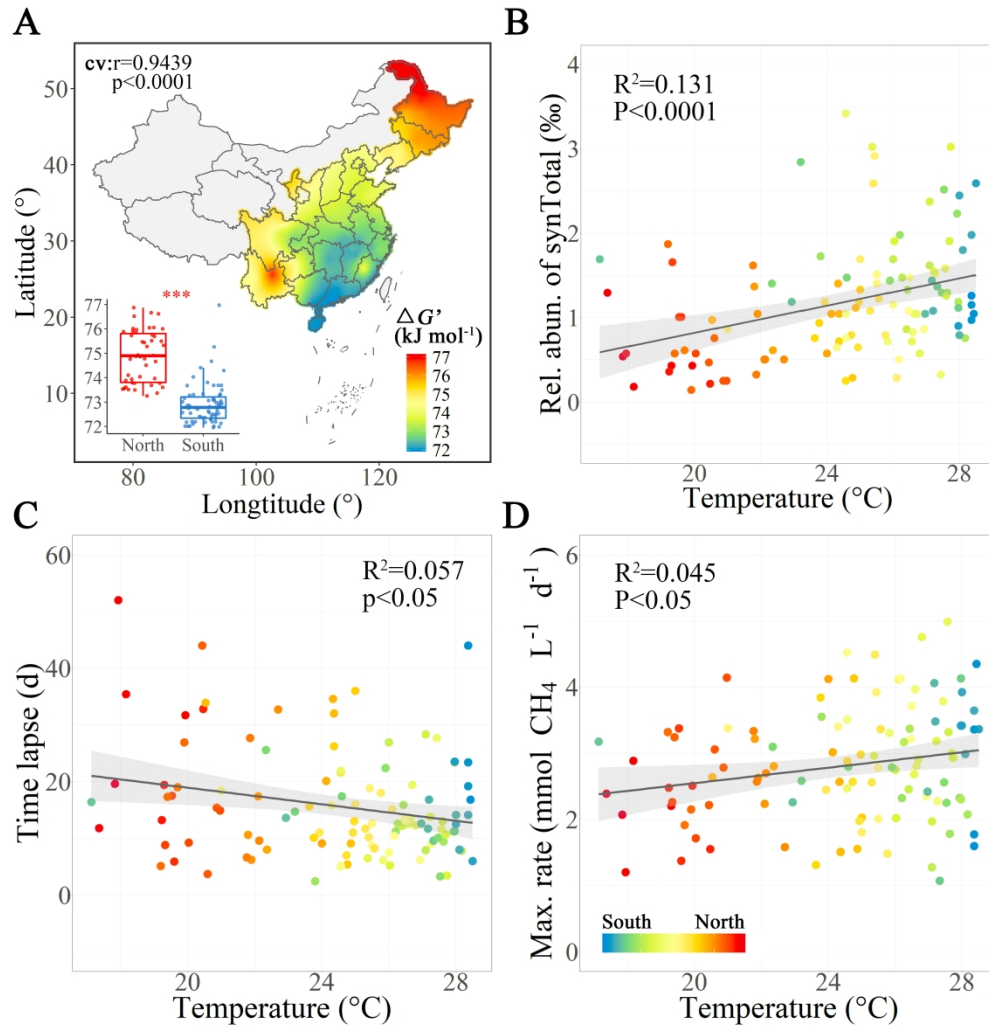 A
cv:r=0.9439
p<0.0001
50
40
30
20
10
Latitude (°)
80
100
120
Longtitude (°)
***
77
76
75
74
73
72
North
South
△G’
(kJ mol⁻¹)
77
76
75
74
73
72
B
R²=0.131
P<0.0001
4
3
2
1
0
Rel. abun. of synTotal (‰)
20
24
28
Temperature (°C)
C
R²=0.057
p<0.05
60
40
20
0
Time lapse (d)
20
24
28
Temperature (°C)
D
R²=0.045
P<0.05
6
4
2
0
Max. rate (mmol CH₄ L⁻¹ d⁻¹)
South
North
20
24
28
Temperature (°C)